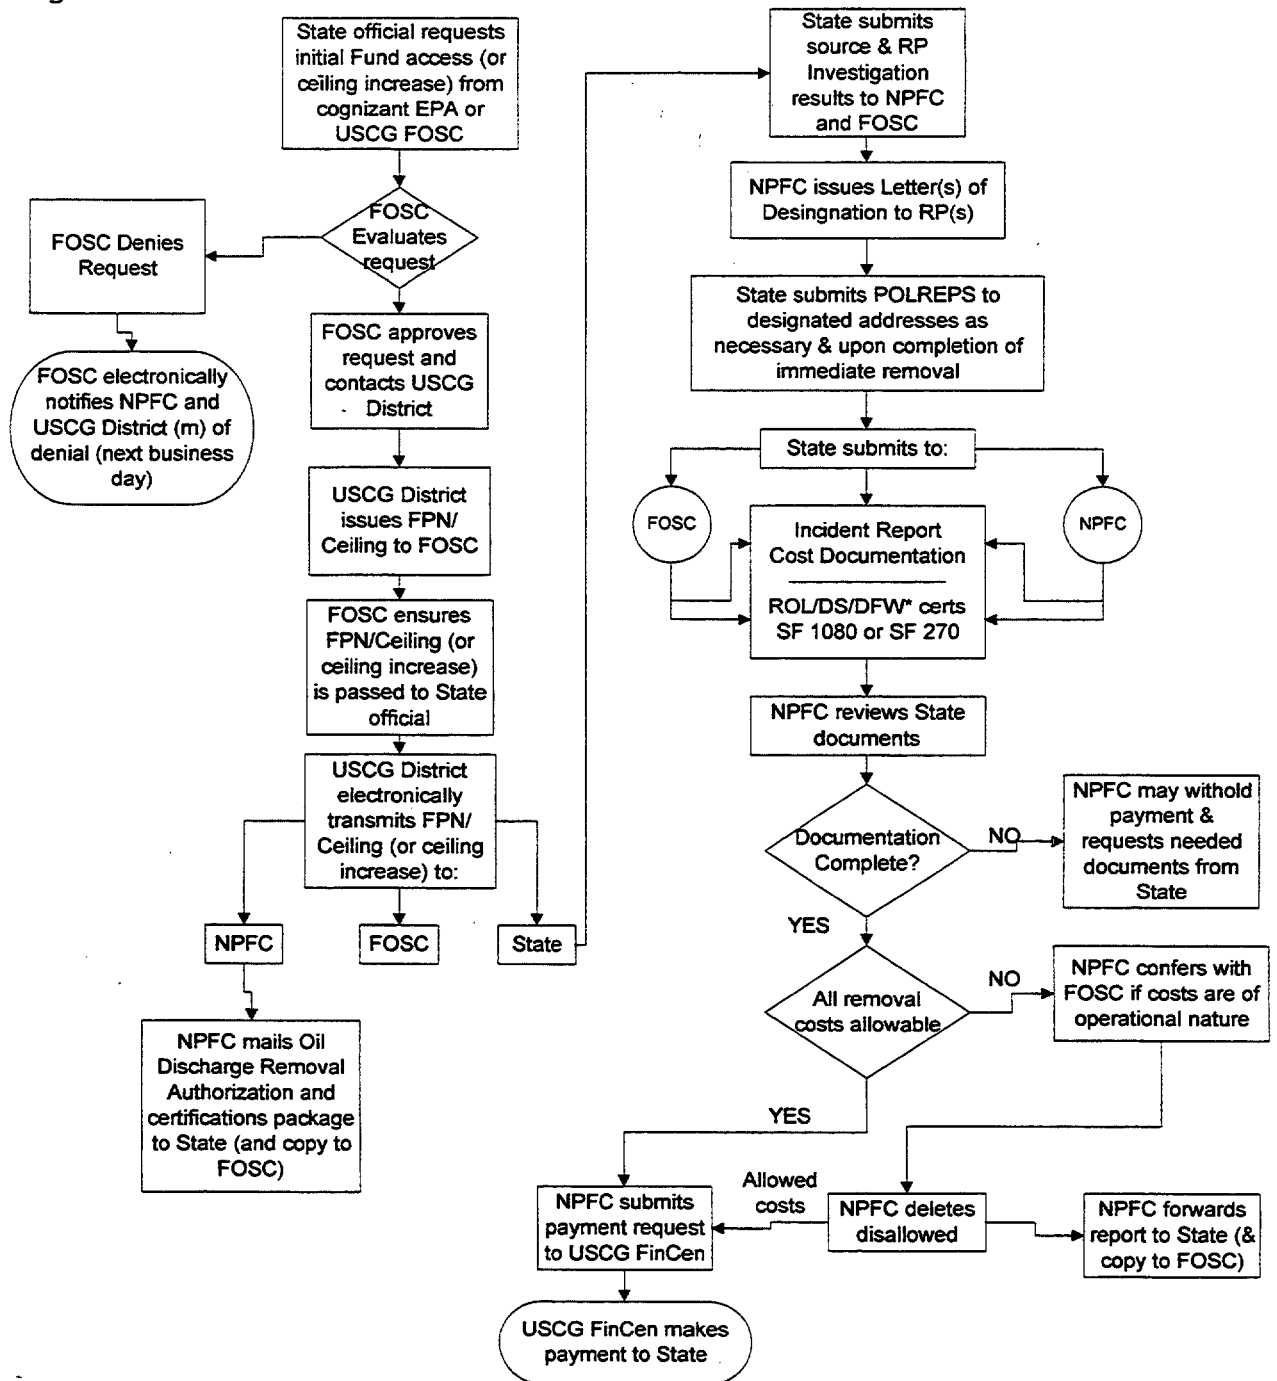 State official requests
initial Fund access (or
ceiling increase) from
cognizant EPA or
USCG FOSC
FOSC
Evaluates
request
FOSC Denies
Request
FOSC electronically
notifies NPFC and
USCG District (m) of
denial (next business
day)
FOSC approves
request and
contacts USCG
District
USCG District
issues FPN/
Ceiling to FOSC
FOSC ensures
FPN/Ceiling (or
ceiling increase)
is passed to State
official
USCG District
electronically
transmits FPN/
Ceiling (or ceiling
increase) to:
NPFC
FOSC
State
NPFC mails Oil
Discharge Removal
Authorization and
certifications package
to State (and copy to
FOSC)
State submits
source & RP
Investigation
results to NPFC
and FOSC
NPFC issues Letter(s) of
Desingnation to RP(s)
State submits POLREPS to
designated addresses as
necessary & upon completion of
immediate removal
State submits to:
FOSC
NPFC
Incident Report
Cost Documentation
ROL/DS/DFW* certs
SF 1080 or SF 270
NPFC reviews State
documents
Documentation
Complete?
NO
NPFC may withold
payment &
requests needed
documents from
State
YES
All removal
costs allowable
NO
NPFC confers with
FOSC if costs are of
operational nature
YES
NPFC submits
payment request
to USCG FinCen
Allowed
costs
NPFC deletes
disallowed
NPFC forwards
report to State (&
copy to FOSC)
USCG FinCen makes
payment to State